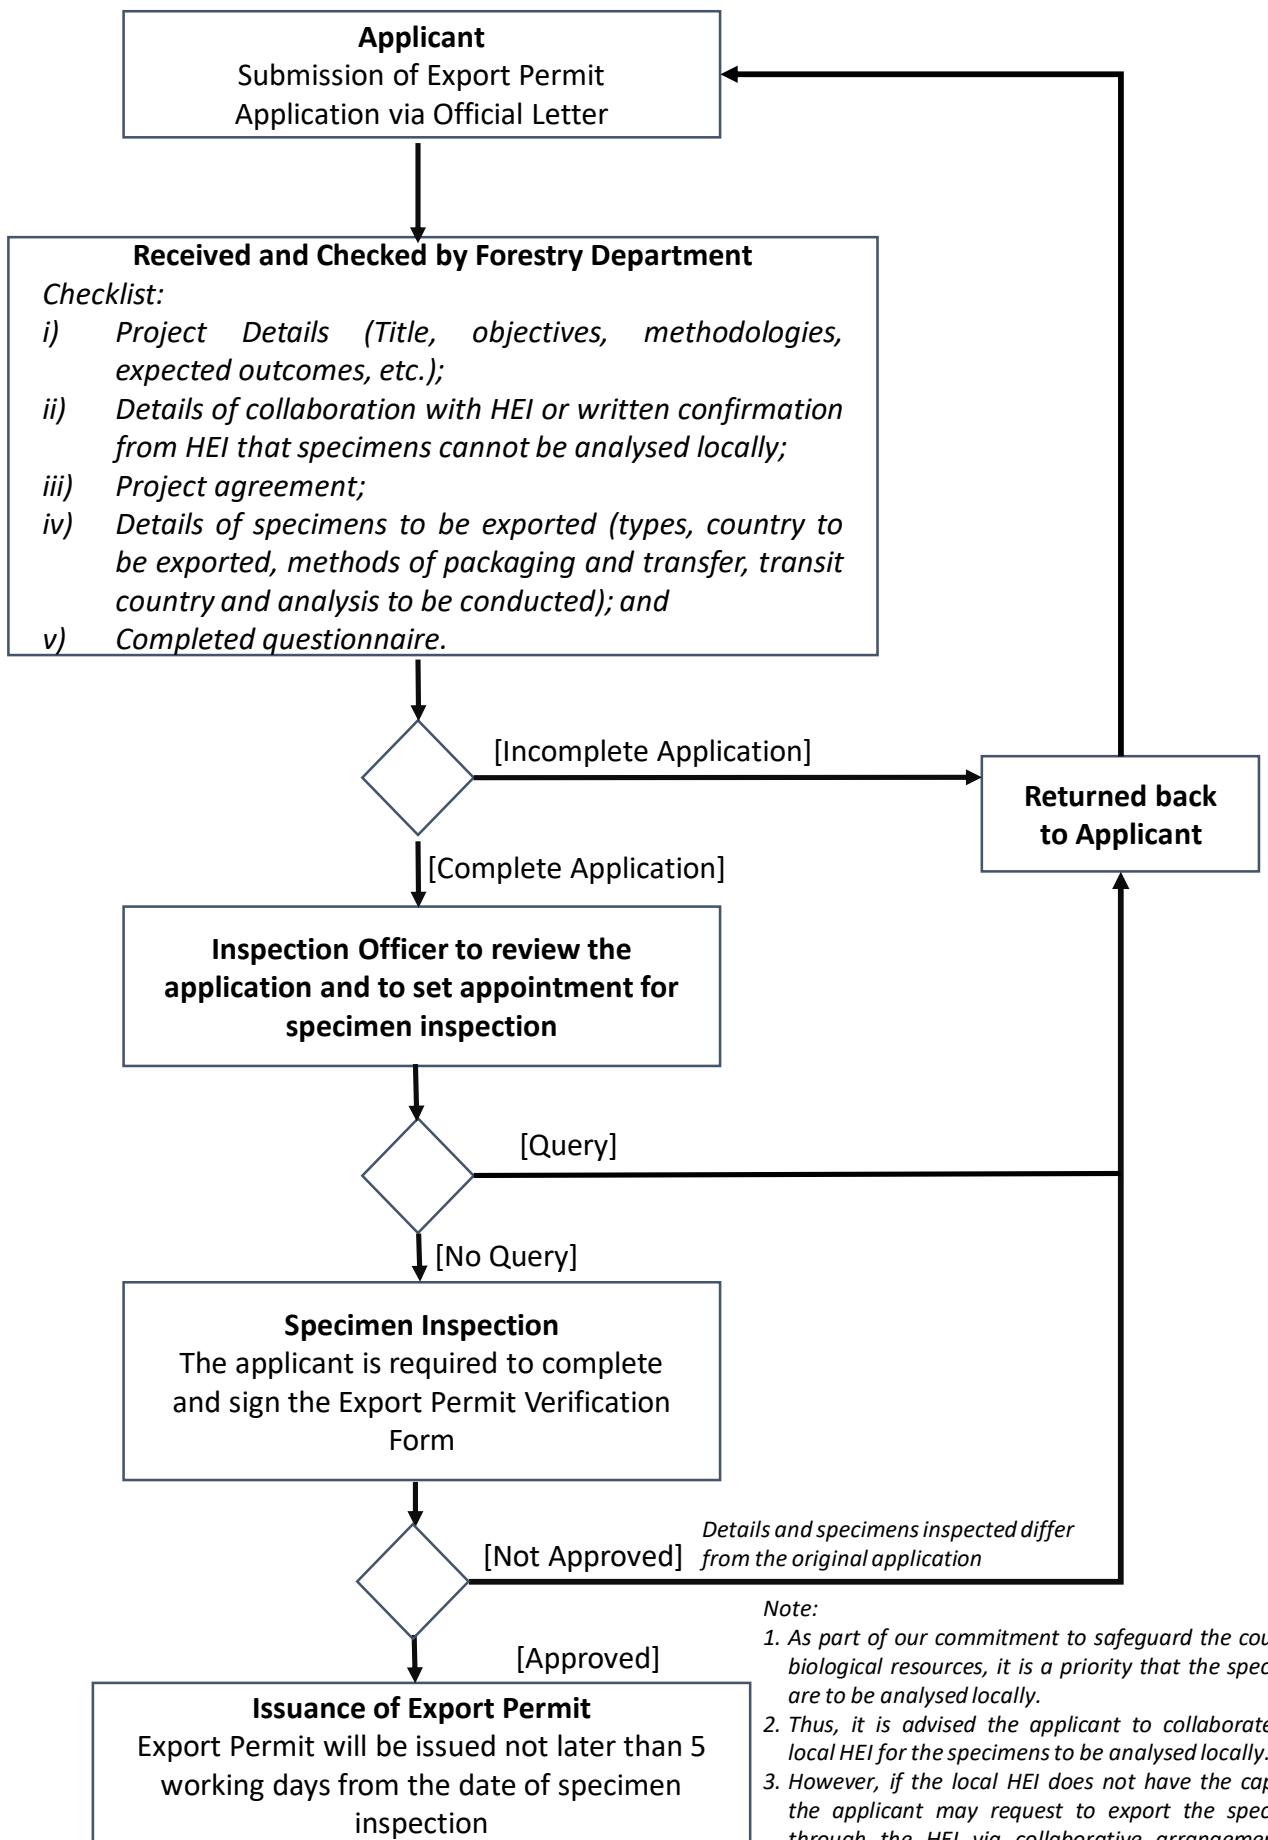 Applicant
Submission of Export Permit
Application via Official Letter
Received and Checked by Forestry Department
Checklist:
i) Project Details (Title, objectives, methodologies,
expected outcomes, etc.);
ii) Details of collaboration with HEI or written confirmation
from HEI that specimens cannot be analysed locally;
iii) Project agreement;
iv) Details of specimens to be exported (types, country to
be exported, methods of packaging and transfer, transit
country and analysis to be conducted); and
v) Completed questionnaire.
[Incomplete Application]
Returned back
to Applicant
[Complete Application]
Inspection Officer to review the
application and to set appointment for
specimen inspection
[Query]
[No Query]
Specimen Inspection
The applicant is required to complete
and sign the Export Permit Verification
Form
[Not Approved]
Details and specimens inspected differ
from the original application
[Approved]
Issuance of Export Permit
Export Permit will be issued not later than 5
working days from the date of specimen
inspection
Note:
1. As part of our commitment to safeguard the
biological resources, it is a priority that the
are to be analysed locally.
2. Thus, it is advised the applicant to collaborate
local HEI for the specimens to be analysed locally.
3. However, if the local HEI does not have the
the applicant may request to export the
through the HEI via collaborative